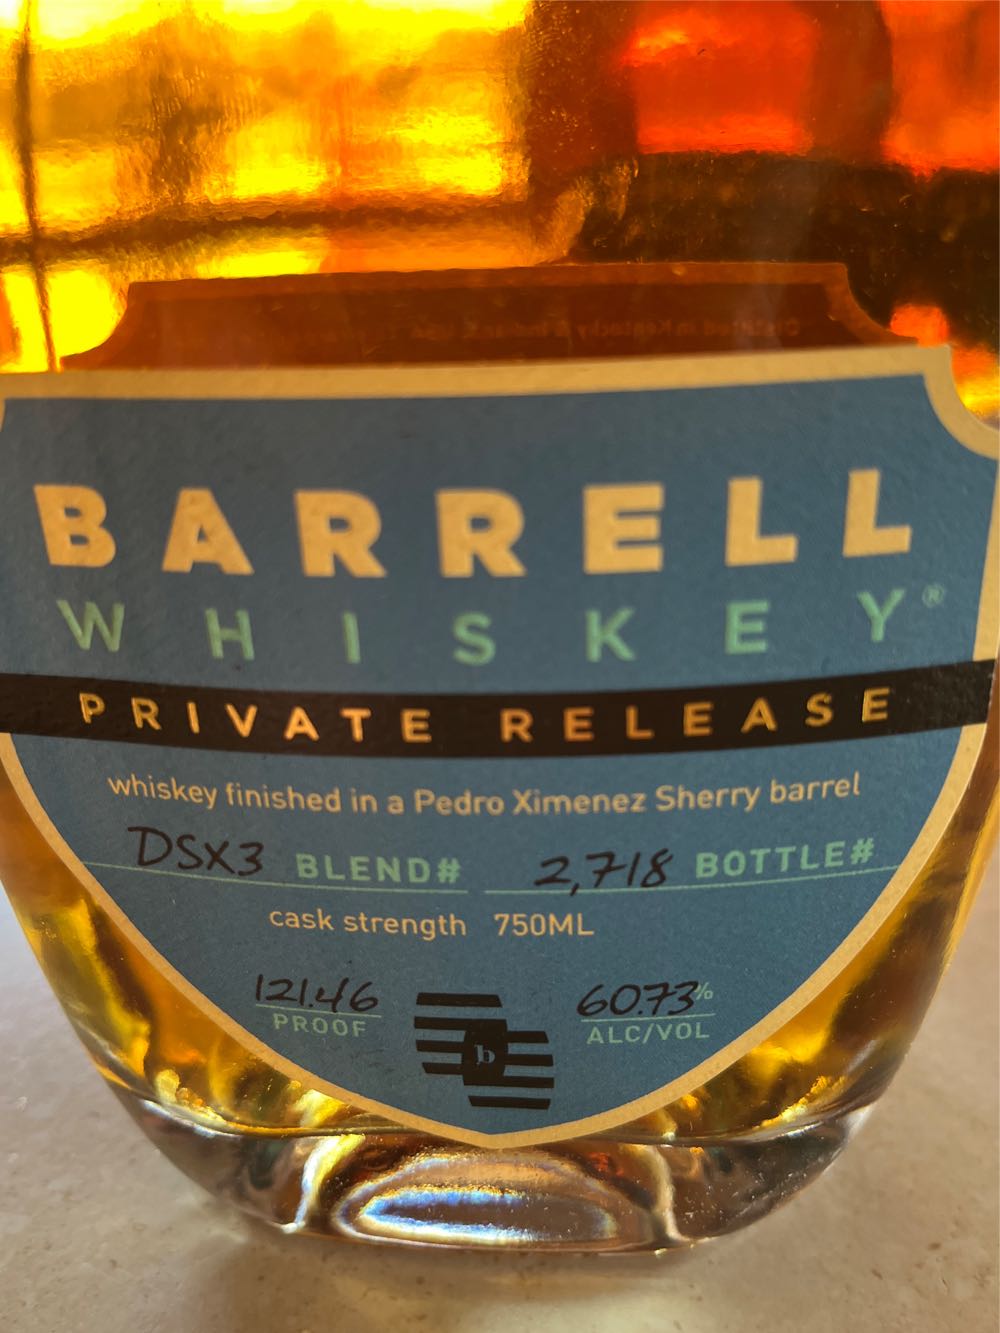 BARRELL
WHISKEY®
PRIVATE RELEASE
whiskey finished in a Pedro Ximenez Sherry barrel
DSX3 BLEND# 2,718 BOTTLE#
cask strength 750ML
121.46 60.73%
PROOF ALC/VOL
b